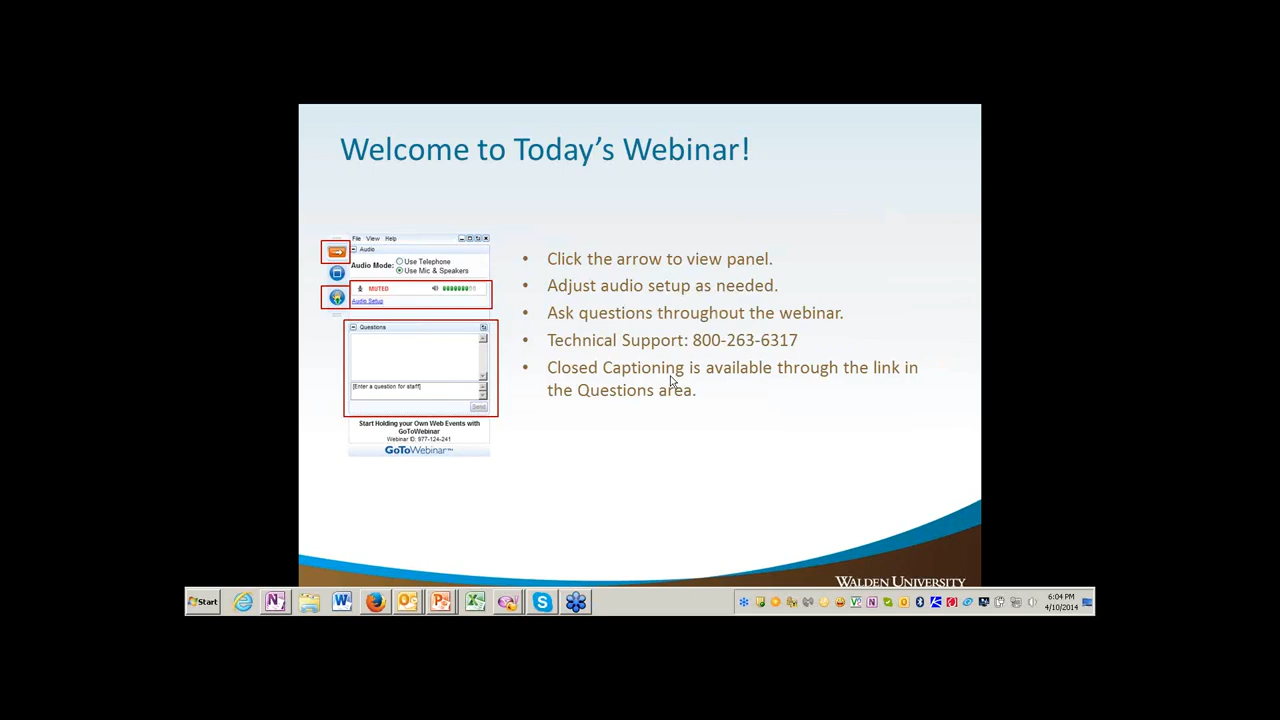 Welcome to Today's Webinar!
File View Help
Audio
Audio Mode: Use Telephone
Use Mic & Speakers
MUTED
Audio Setup
Questions
[Enter a question for staff]
Send
Start Holding your Own Web Events with
GoToWebinar
Webinar ID: 977-124-241
GoToWebinar™
• Click the arrow to view panel.
• Adjust audio setup as needed.
• Ask questions throughout the webinar.
• Technical Support: 800-263-6317
• Closed Captioning is available through the link in
the Questions area.
WALDEN UNIVERSITY
Start
6:04 PM
4/10/2014